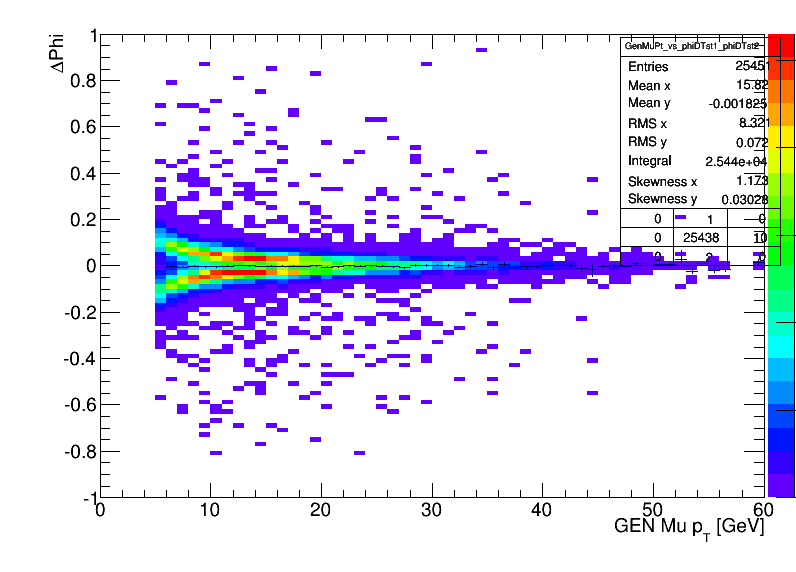 ΔPhi
1
0.8
0.6
0.4
0.2
0
-0.2
-0.4
-0.6
-0.8
-1
GenMuPt_vs_phiDTst1_phiDTst2
Entries 25451
Mean x 15.82
Mean y -0.001825
RMS x 8.321
RMS y 0.072
Integral 2.544e+04
Skewness x 1.173
Skewness y 0.03028
0 1 0
0 25438 10
0 2 0
0 10 20 30 40 50 60
GEN Mu p_T [GeV]